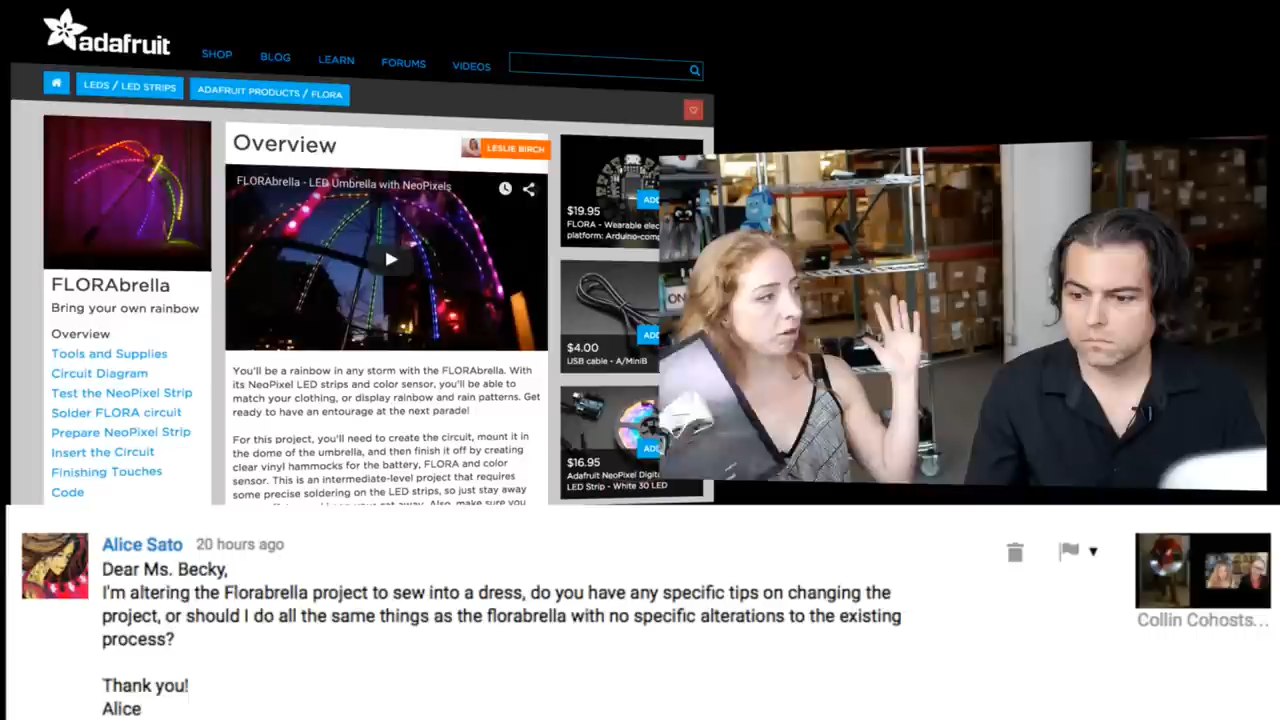 adafruit
SHOP
BLOG
LEARN
FORUMS
VIDEOS
LEDS / LED STRIPS
ADAFRUIT PRODUCTS / FLORA
Overview
LESLIE BIRCH
FLORAbrella - LED Umbrella with NeoPixels
FLORAbrella
Bring your own rainbow
Overview
Tools and Supplies
Circuit Diagram
Test the NeoPixel Strip
Solder FLORA circuit
Prepare NeoPixel Strip
Insert the Circuit
Finishing Touches
Code
You'll be a rainbow in any storm with the FLORAbrella. With
its NeoPixel LED strips and color sensor, you'll be able to
match your clothing, or display rainbow and rain patterns. Get
ready to have an entourage at the next parade!
For this project, you'll need to create the circuit, mount it in
the dome of the umbrella, and then finish it off by creating
clear vinyl hammocks for the battery, FLORA and color
sensor. This is an intermediate-level project that requires
some precise soldering on the LED strips, so just stay away
$19.95
ADD
FLORA - Wearable elec
platform: Arduino-comp
$4.00
ADD
USB cable - A/MiniB
$16.95
ADD
Adafruit NeoPixel Digit
LED Strip - White 30 LED
ON
Alice Sato 20 hours ago
Dear Ms. Becky,
I'm altering the Florabrella project to sew into a dress, do you have any specific tips on changing the
project, or should I do all the same things as the florabrella with no specific alterations to the existing
process?
Thank you!
Alice
Collin Cohosts...